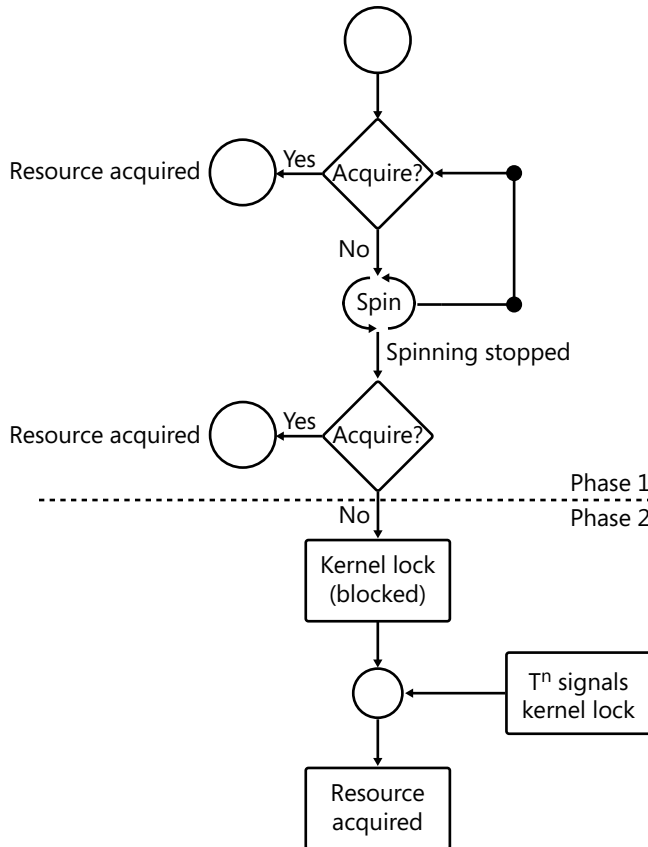 Resource acquired
Yes
Acquire?
No
Spin
Spinning stopped
Resource acquired
Yes
Acquire?
Phase 1
No
Phase 2
Kernel lock
(blocked)
Tⁿ signals
kernel lock
Resource
acquired